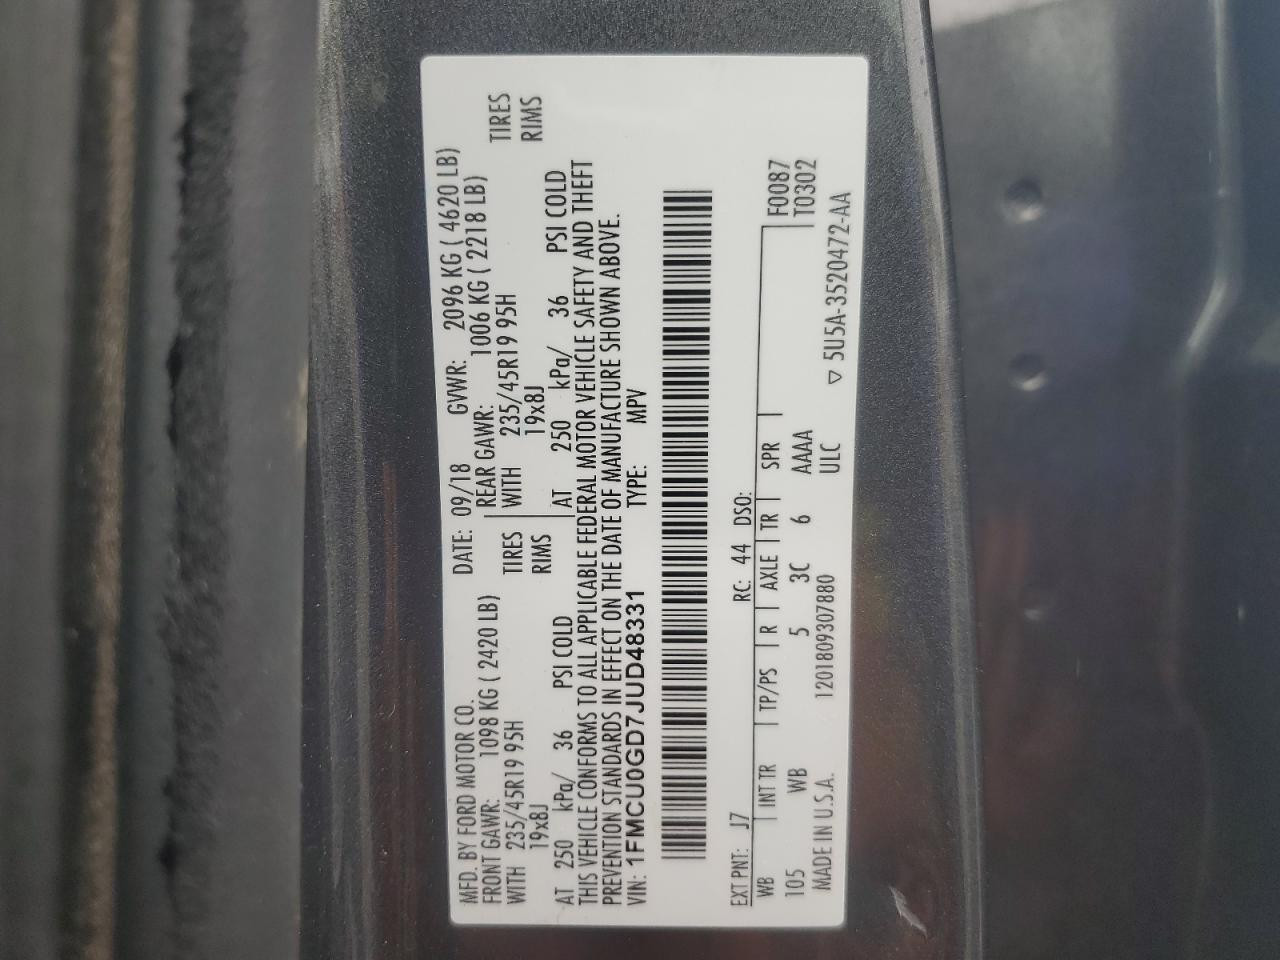 MFD. BY FORD MOTOR CO. DATE: 09/18 GVWR: 2096 KG ( 4620 LB)
FRONT GAWR: 1098 KG ( 2420 LB) REAR GAWR: 1006 KG ( 2218 LB)
WITH 235/45R19 95H TIRES WITH 235/45R19 95H TIRES
19x8J RIMS 19x8J RIMS
AT 250 kPa/ 36 PSI COLD AT 250 kPa/ 36 PSI COLD
THIS VEHICLE CONFORMS TO ALL APPLICABLE FEDERAL MOTOR VEHICLE SAFETY AND THEFT
PREVENTION STANDARDS IN EFFECT ON THE DATE OF MANUFACTURE SHOWN ABOVE.
VIN: 1FMCU0GD7JUD48331 TYPE: MPV
EXT PNT: J7 RC: 44 DSO:
WB INT TR TP/PS R AXLE TR SPR F0087
105 WB 5 3C 6 AAAA T0302
MADE IN U.S.A. 1201809307880 ULC ▽ 5U5A-3520472-AA